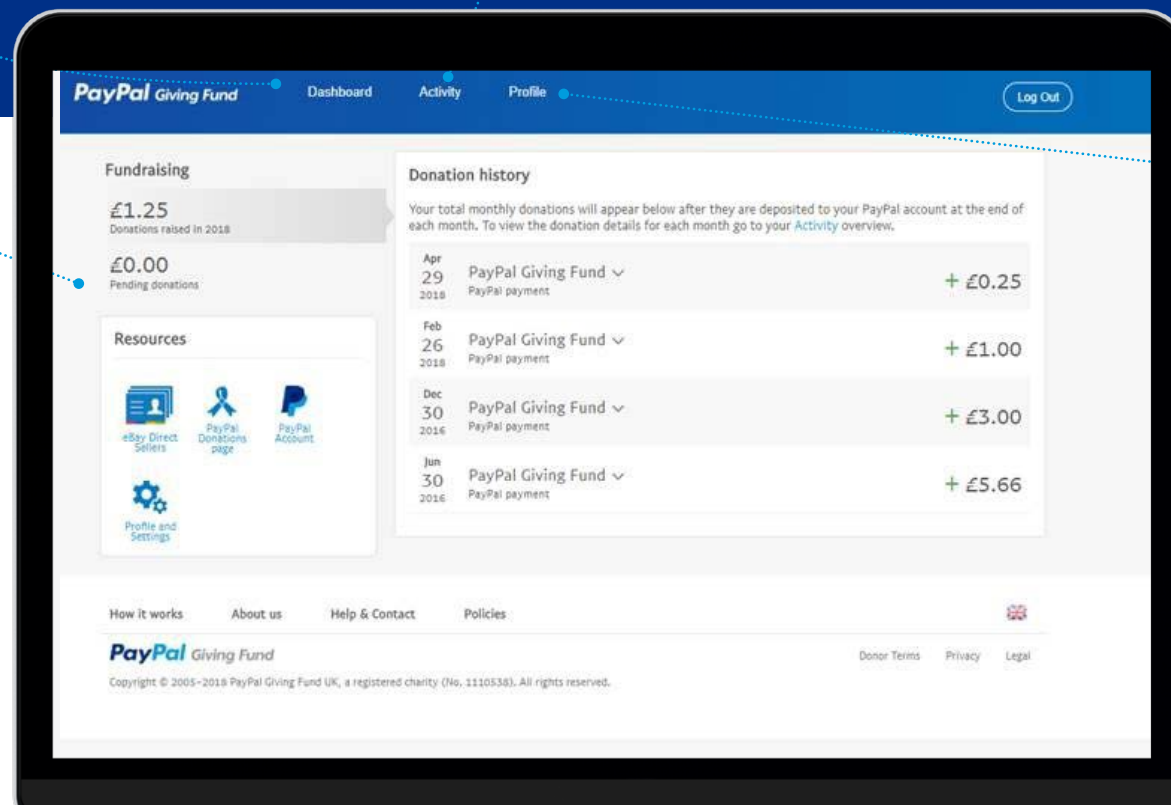 PayPal Giving Fund
Dashboard
Activity
Profile
Log Out
Fundraising
£1.25
Donations raised in 2018
£0.00
Pending donations
Resources
eBay Direct
Sellers
PayPal
Donations
page
PayPal
Account
Profile and
Settings
Donation history
Your total monthly donations will appear below after they are deposited to your PayPal account at the end of
each month. To view the donation details for each month go to your Activity overview.
Apr
29
2018
PayPal Giving Fund
PayPal payment
+ £0.25
Feb
26
2018
PayPal Giving Fund
PayPal payment
+ £1.00
Dec
30
2016
PayPal Giving Fund
PayPal payment
+ £3.00
Jun
30
2016
PayPal Giving Fund
PayPal payment
+ £5.66
How it works
About us
Help & Contact
Policies
PayPal Giving Fund
Donor Terms
Privacy
Legal
Copyright © 2005-2018 PayPal Giving Fund UK, a registered charity (No. 1110538). All rights reserved.